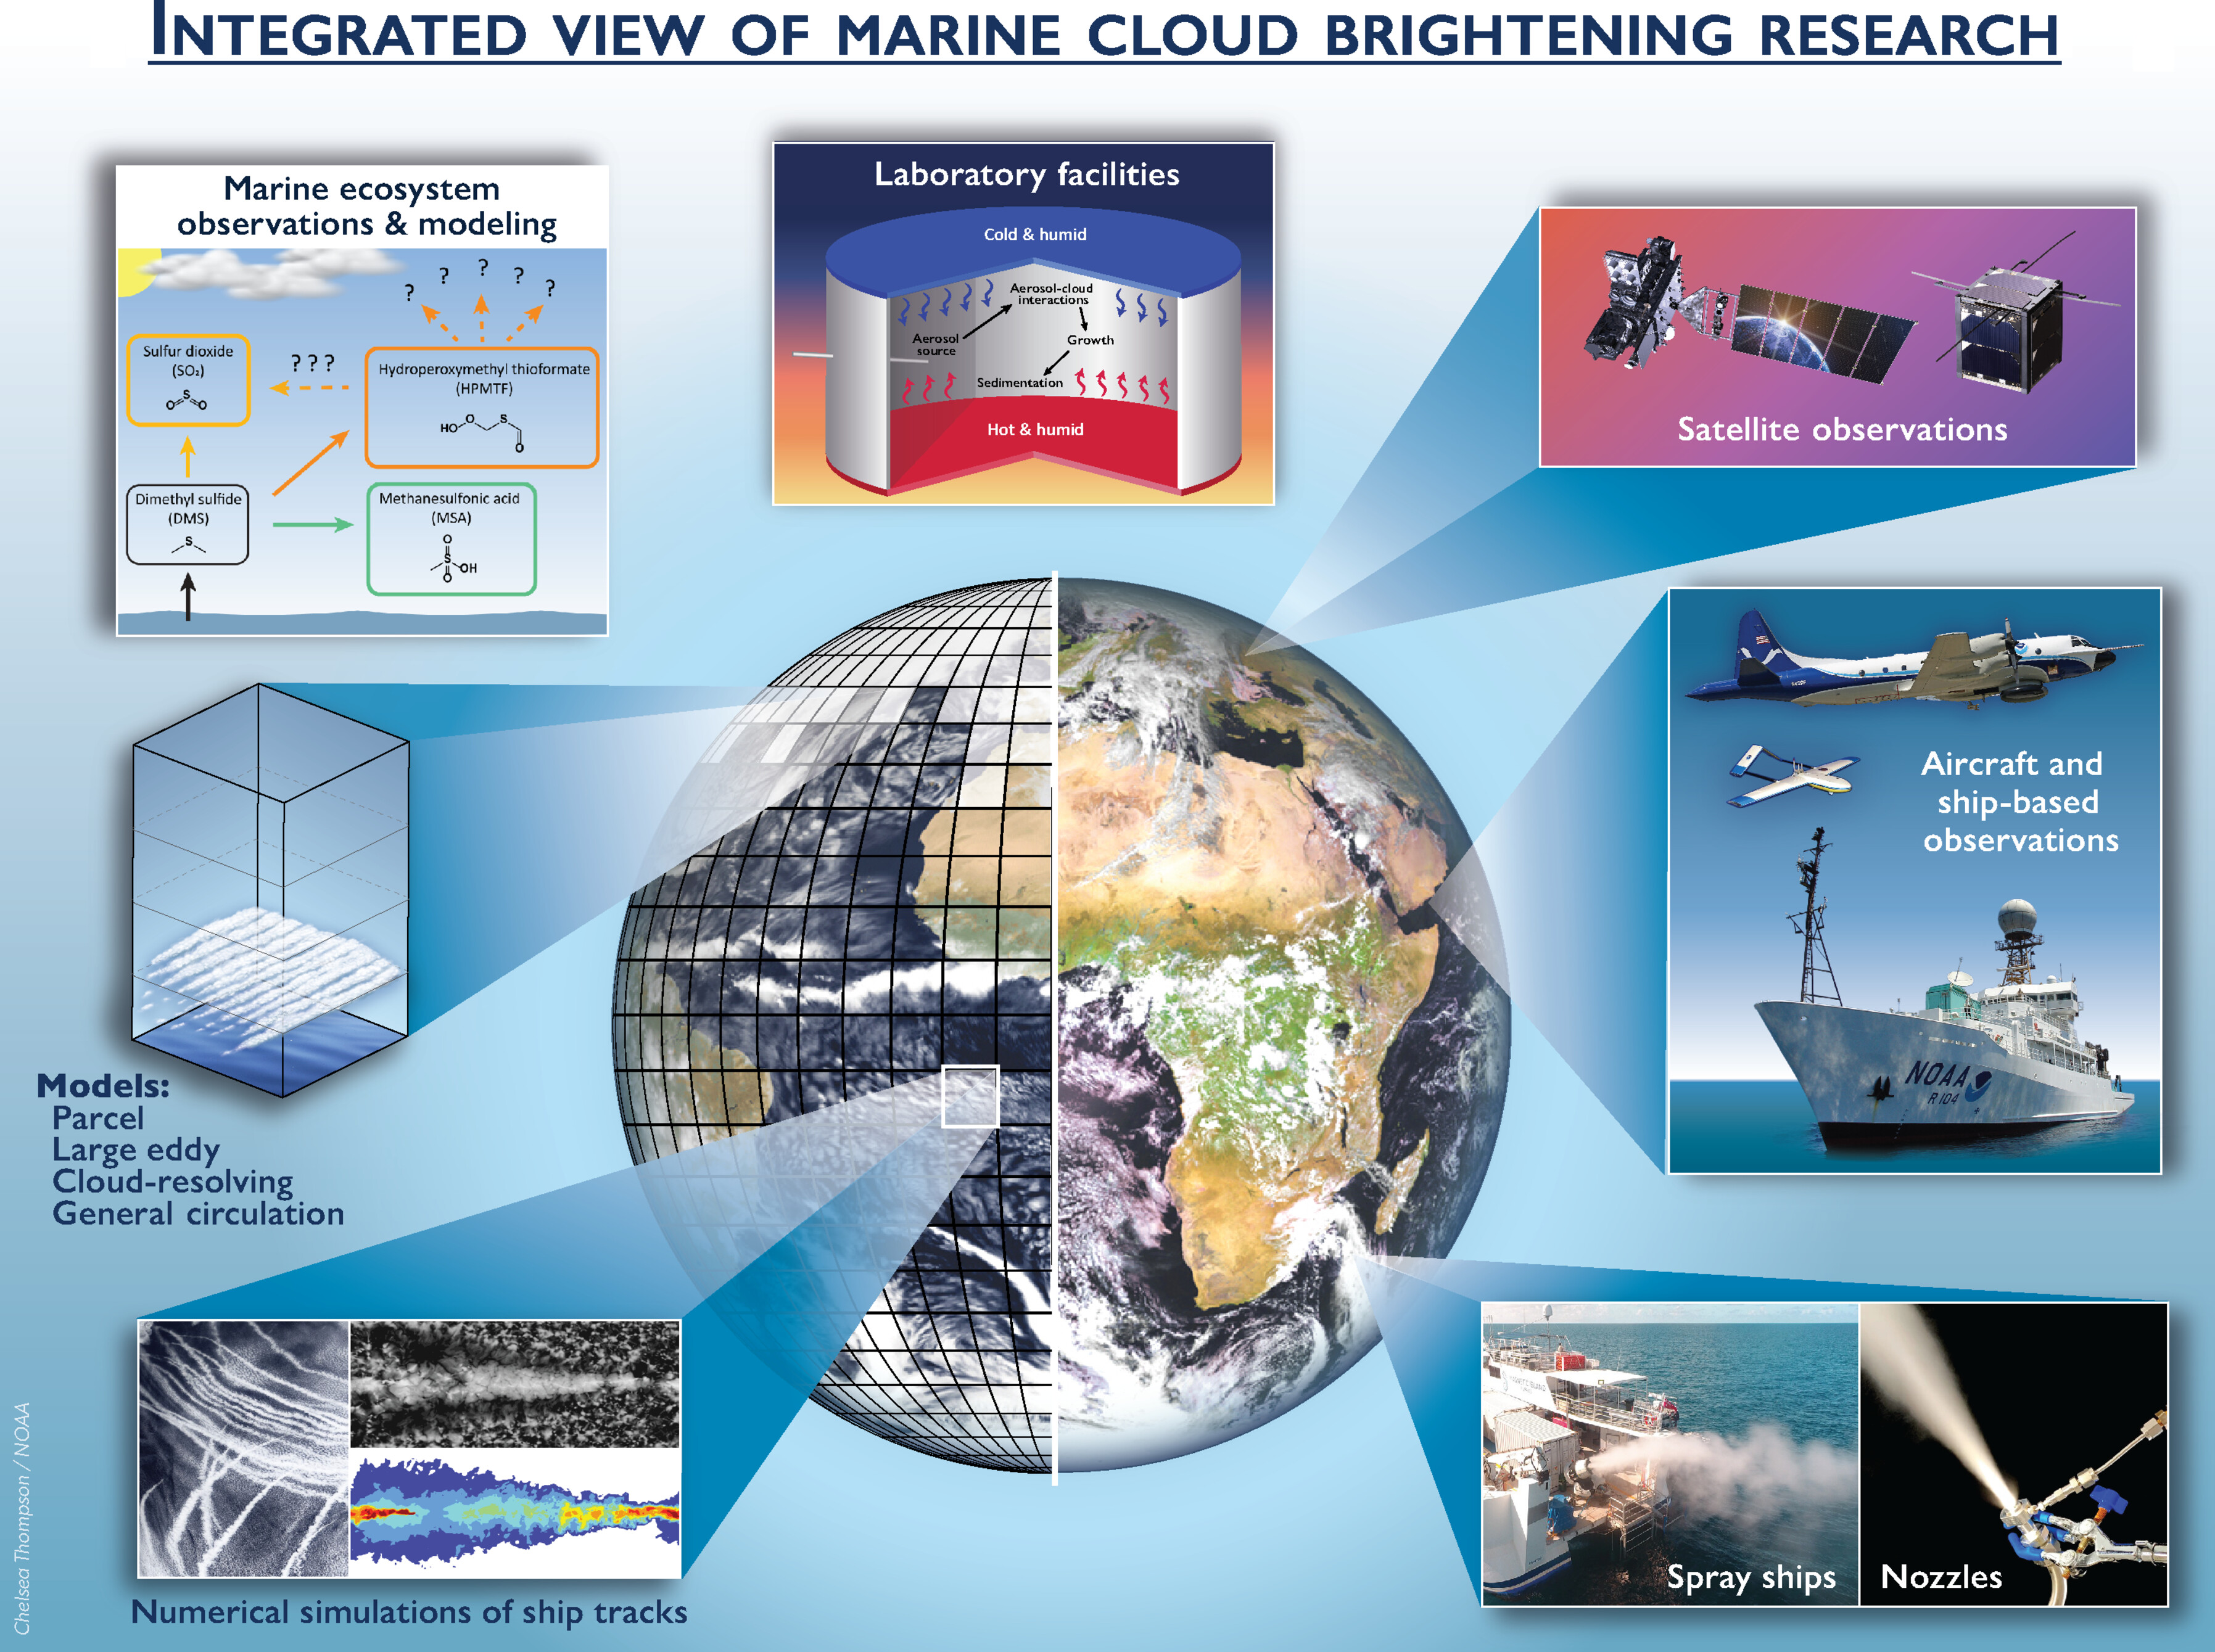 INTEGRATED VIEW OF MARINE CLOUD BRIGHTENING RESEARCH
Marine ecosystem
observations & modeling
? ? ? ? ?
Sulfur dioxide
(SO₂)
O S O
? ? ?
Hydroperoxymethyl thioformate
(HPMTF)
HO O S O
Dimethyl sulfide
(DMS)
S
Methanesulfonic acid
(MSA)
O
S OH
O
Laboratory facilities
Cold & humid
Aerosol-cloud
interactions
Aerosol
source
Growth
Sedimentation
Hot & humid
Satellite observations
Aircraft and
ship-based
observations
NOAA
R 104
Models:
Parcel
Large eddy
Cloud-resolving
General circulation
Numerical simulations of ship tracks
Spray ships
Nozzles
Chelsea Thompson / NOAA